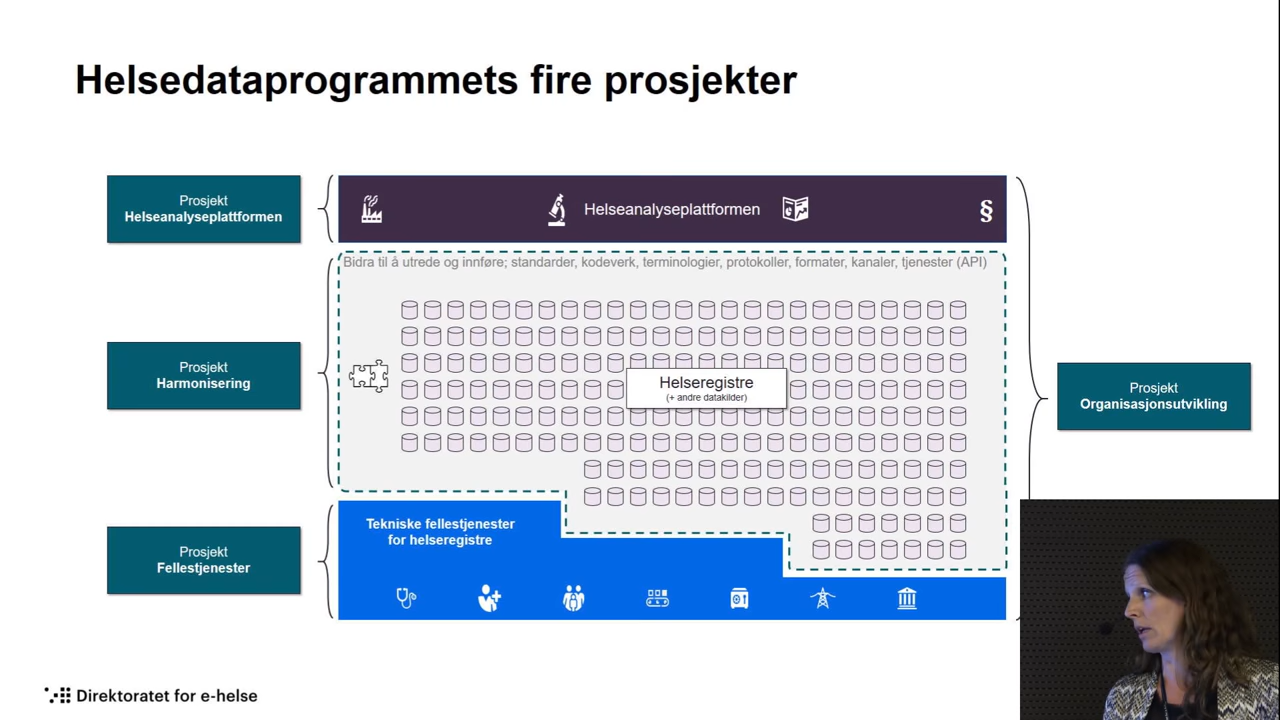 Helsedataprogrammets fire prosjekter
Prosjekt
Helseanalyseplattformen
Helseanalyseplattformen
§
Bidra til å utrede og innføre; standarder, kodeverk, terminologier, protokoller, formater, kanaler, tjenester (API)
Prosjekt
Harmonisering
Helseregistre
(+ andre datakilder)
Prosjekt
Organisasjonsutvikling
Tekniske fellestjenester
for helseregistre
Prosjekt
Fellestjenester
Direktoratet for e-helse